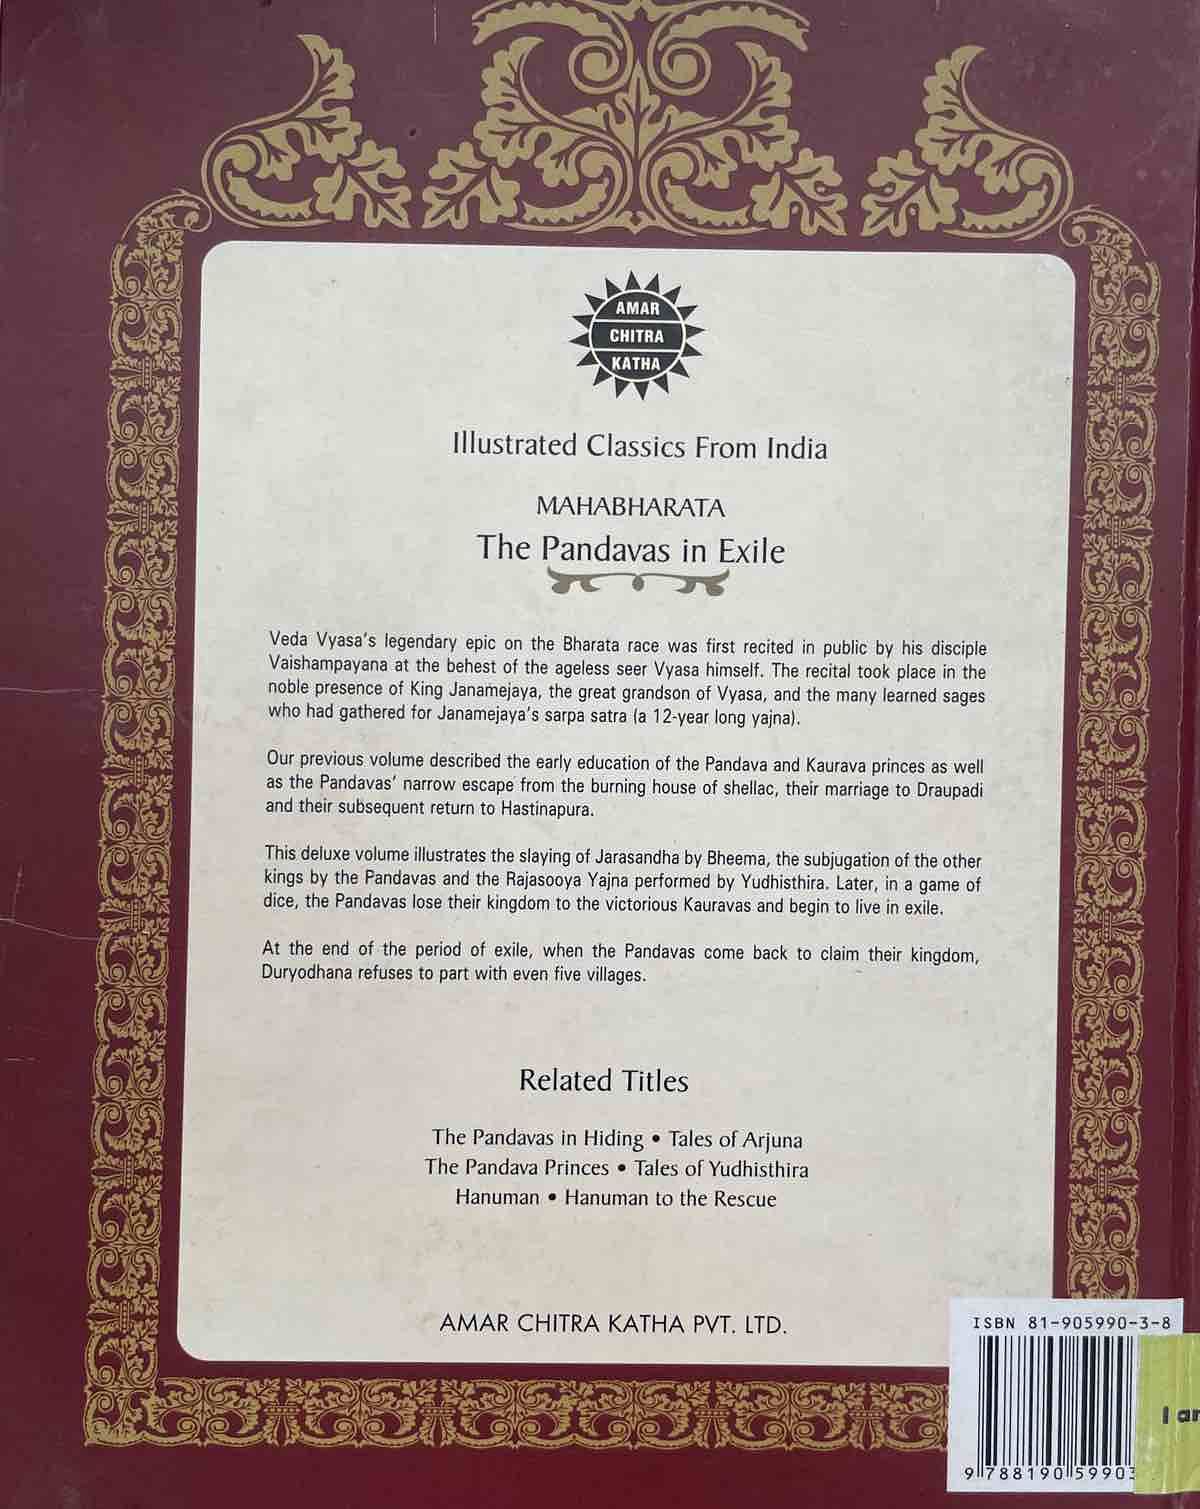 AMAR
CHITRA
KATHA
Illustrated Classics From India
MAHABHARATA
The Pandavas in Exile
Veda Vyasa's legendary epic on the Bharata race was first recited in public by his disciple
Vaishampayana at the behest of the ageless seer Vyasa himself. The recital took place in the
noble presence of King Janamejaya, the great grandson of Vyasa, and the many learned sages
who had gathered for Janamejaya's sarpa satra (a 12-year long yajna).
Our previous volume described the early education of the Pandava and Kaurava princes as well
as the Pandavas' narrow escape from the burning house of shellac, their marriage to Draupadi
and their subsequent return to Hastinapura.
This deluxe volume illustrates the slaying of Jarasandha by Bheema, the subjugation of the other
kings by the Pandavas and the Rajasooya Yajna performed by Yudhisthira. Later, in a game of
dice, the Pandavas lose their kingdom to the victorious Kauravas and begin to live in exile.
At the end of the period of exile, when the Pandavas come back to claim their kingdom,
Duryodhana refuses to part with even five villages.
Related Titles
The Pandavas in Hiding • Tales of Arjuna
The Pandava Princes • Tales of Yudhisthira
Hanuman • Hanuman to the Rescue
AMAR CHITRA KATHA PVT. LTD.
ISBN 81-905990-3-8
I
9 788190 59903